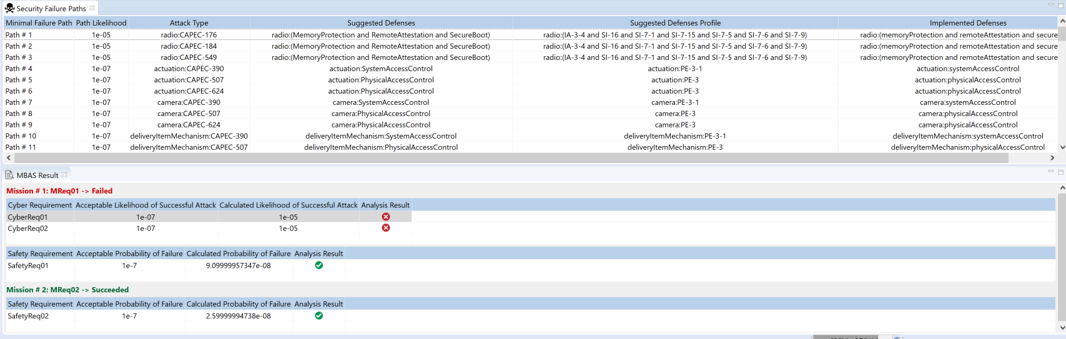 Security Failure Paths
Minimal Failure Path Path Likelihood Attack Type Suggested Defenses Suggested Defenses Profile Implemented Defenses
Path # 1 1e-05 radio:CAPEC-176 radio:(MemoryProtection and RemoteAttestation and SecureBoot) radio:(IA-3-4 and SI-16 and SI-7-1 and SI-7-15 and SI-7-5 and SI-7-6 and SI-7-9) radio:(memoryProtection and remoteAttestation and secure
Path # 2 1e-05 radio:CAPEC-184 radio:(MemoryProtection and RemoteAttestation and SecureBoot) radio:(IA-3-4 and SI-16 and SI-7-1 and SI-7-15 and SI-7-5 and SI-7-6 and SI-7-9) radio:(memoryProtection and remoteAttestation and secure
Path # 3 1e-05 radio:CAPEC-549 radio:(MemoryProtection and RemoteAttestation and SecureBoot) radio:(IA-3-4 and SI-16 and SI-7-1 and SI-7-15 and SI-7-5 and SI-7-6 and SI-7-9) radio:(memoryProtection and remoteAttestation and secure
Path # 4 1e-07 actuation:CAPEC-390 actuation:SystemAccessControl actuation:PE-3-1 actuation:systemAccessControl
Path # 5 1e-07 actuation:CAPEC-507 actuation:PhysicalAccessControl actuation:PE-3 actuation:physicalAccessControl
Path # 6 1e-07 actuation:CAPEC-624 actuation:PhysicalAccessControl actuation:PE-3 actuation:physicalAccessControl
Path # 7 1e-07 camera:CAPEC-390 camera:SystemAccessControl camera:PE-3-1 camera:systemAccessControl
Path # 8 1e-07 camera:CAPEC-507 camera:PhysicalAccessControl camera:PE-3 camera:physicalAccessControl
Path # 9 1e-07 camera:CAPEC-624 camera:PhysicalAccessControl camera:PE-3 camera:physicalAccessControl
Path # 10 1e-07 deliveryItemMechanism:CAPEC-390 deliveryItemMechanism:SystemAccessControl deliveryItemMechanism:PE-3-1 deliveryItemMechanism:systemAccessControl
Path # 11 1e-07 deliveryItemMechanism:CAPEC-507 deliveryItemMechanism:PhysicalAccessControl deliveryItemMechanism:PE-3 deliveryItemMechanism:physicalAccessControl
MBAS Result
Mission # 1: MReq01 -> Failed
Cyber Requirement Acceptable Likelihood of Successful Attack Calculated Likelihood of Successful Attack Analysis Result
CyberReq01 1e-07 1e-05
CyberReq02 1e-07 1e-05
Safety Requirement Acceptable Probability of Failure Calculated Probability of Failure Analysis Result
SafetyReq01 1e-7 9.09999957347e-08
Mission # 2: MReq02 -> Succeeded
Safety Requirement Acceptable Probability of Failure Calculated Probability of Failure Analysis Result
SafetyReq02 1e-7 2.59999994738e-08